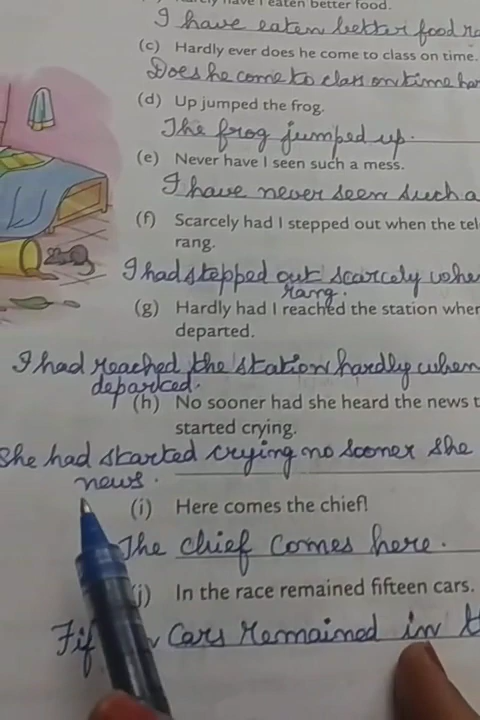 have I eaten better food.
I have eaten better food
(c) Hardly ever does he come to class on time.
Does he come to class on time
(d) Up jumped the frog.
The frog jumped up.
(e) Never have I seen such a mess.
I have never seen such a
(f) Scarcely had I stepped out when the
rang.
I had stepped out scarcely
rang.
(g) Hardly had I reached the station
departed.
I had reached the station hardly when
departed.
(h) No sooner had she heard the news
started crying.
She had started crying no sooner she
news.
(i) Here comes the chief!
The chief comes here.
(j) In the race remained fifteen cars.
cars remained in